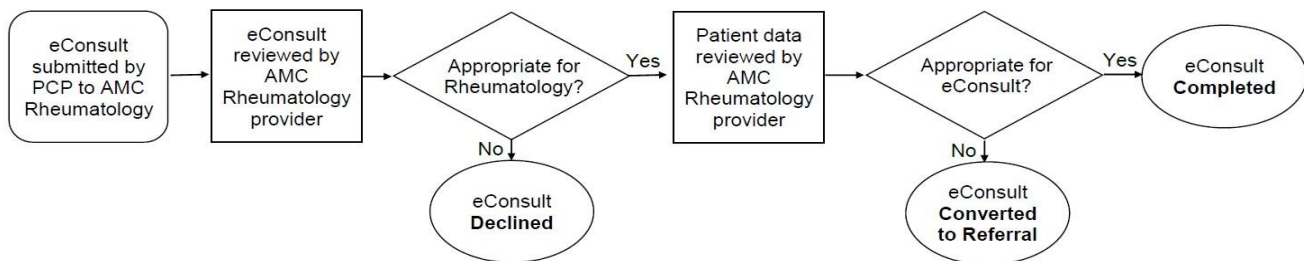 eConsult
submitted by
PCP to AMC
Rheumatology
eConsult
reviewed by
AMC
Rheumatology
provider
Appropriate for
Rheumatology?
Yes
No
eConsult
Declined
Patient data
reviewed by
AMC
Rheumatology
provider
Appropriate for
eConsult?
Yes
No
eConsult
Converted
to Referral
eConsult
Completed